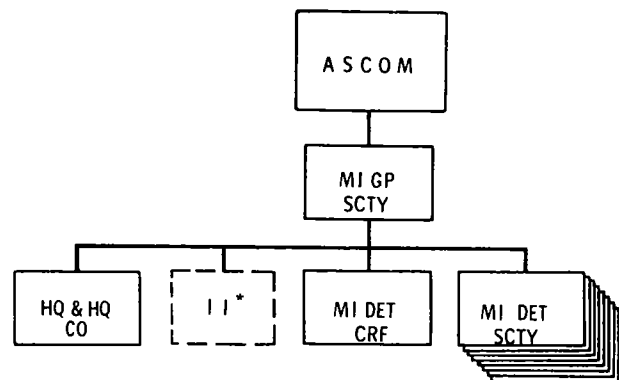 ASCOM
MI GP
SCTY
HQ & HQ
CO
II*
MI DET
CRF
MI DET
SCTY